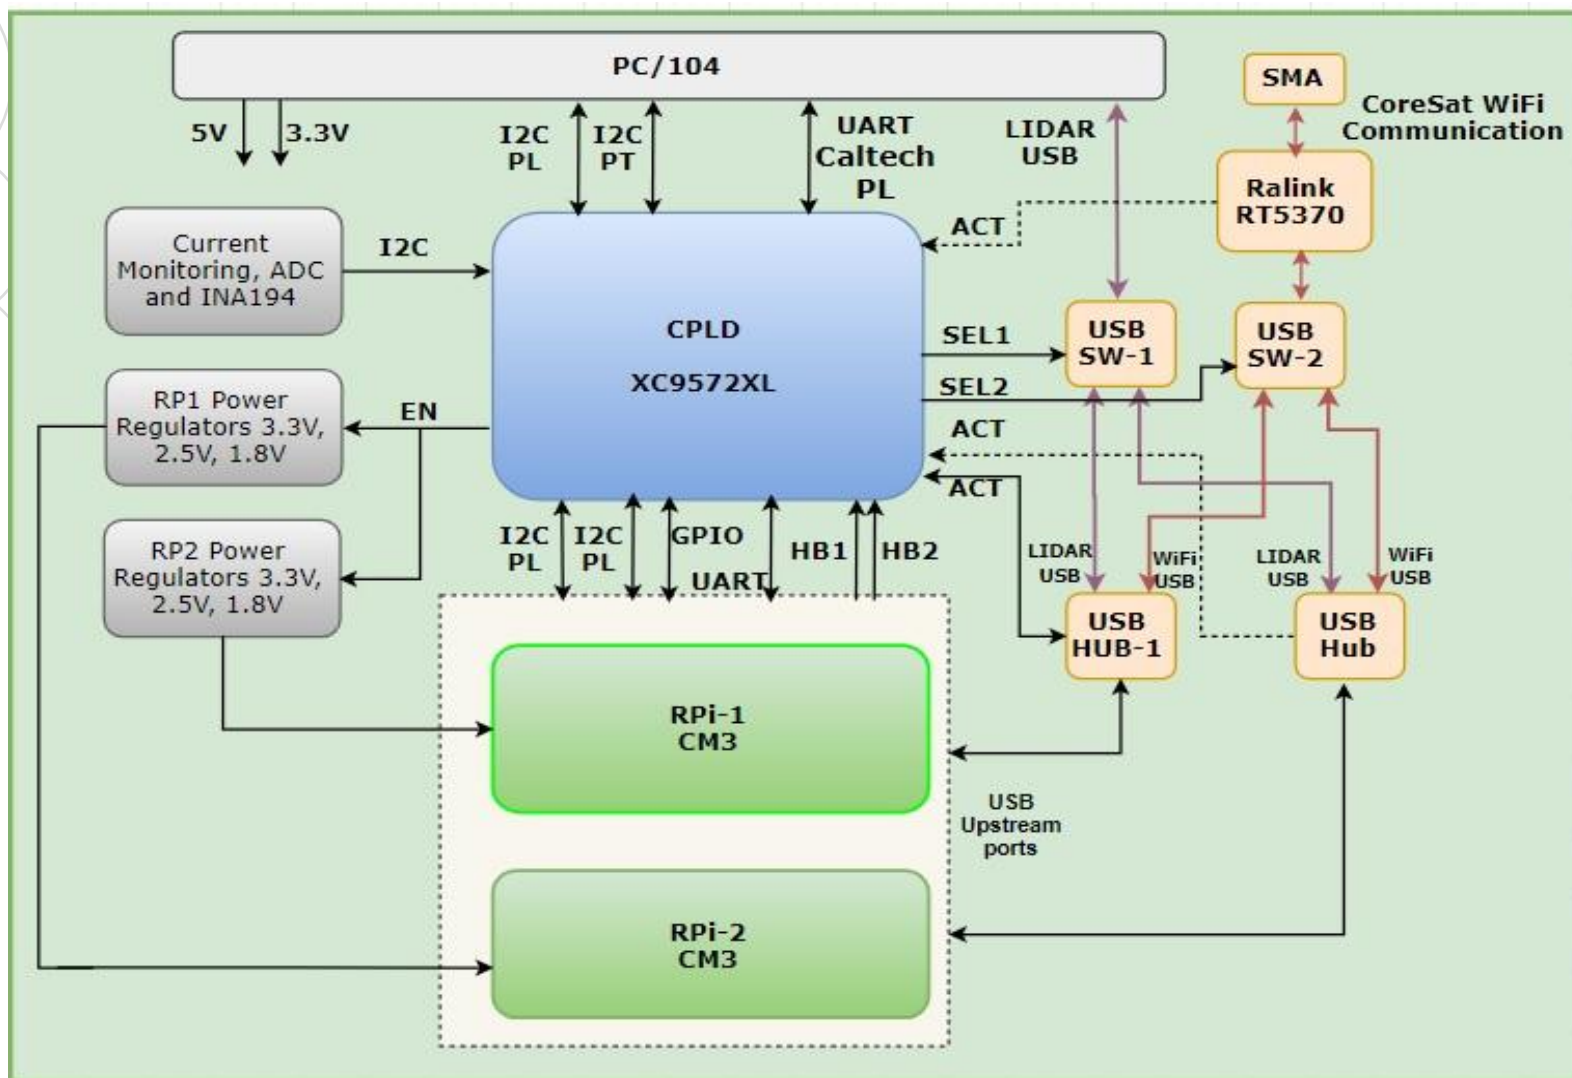 PC/104
SMA
CoreSat WiFi
Communication
5V
3.3V
I2C
PL
I2C
PT
UART
Caltech
PL
LIDAR
USB
Ralink
RT5370
ACT
Current
Monitoring, ADC
and INA194
I2C
CPLD
XC9572XL
SEL1
SEL2
USB
SW-1
USB
SW-2
RP1 Power
Regulators 3.3V,
2.5V, 1.8V
EN
ACT
ACT
RP2 Power
Regulators 3.3V,
2.5V, 1.8V
I2C
PL
I2C
PL
GPIO
UART
HB1
HB2
LIDAR
USB
WiFi
USB
LIDAR
USB
WiFi
USB
USB
HUB-1
USB
Hub
RPi-1
CM3
USB
Upstream
ports
RPi-2
CM3